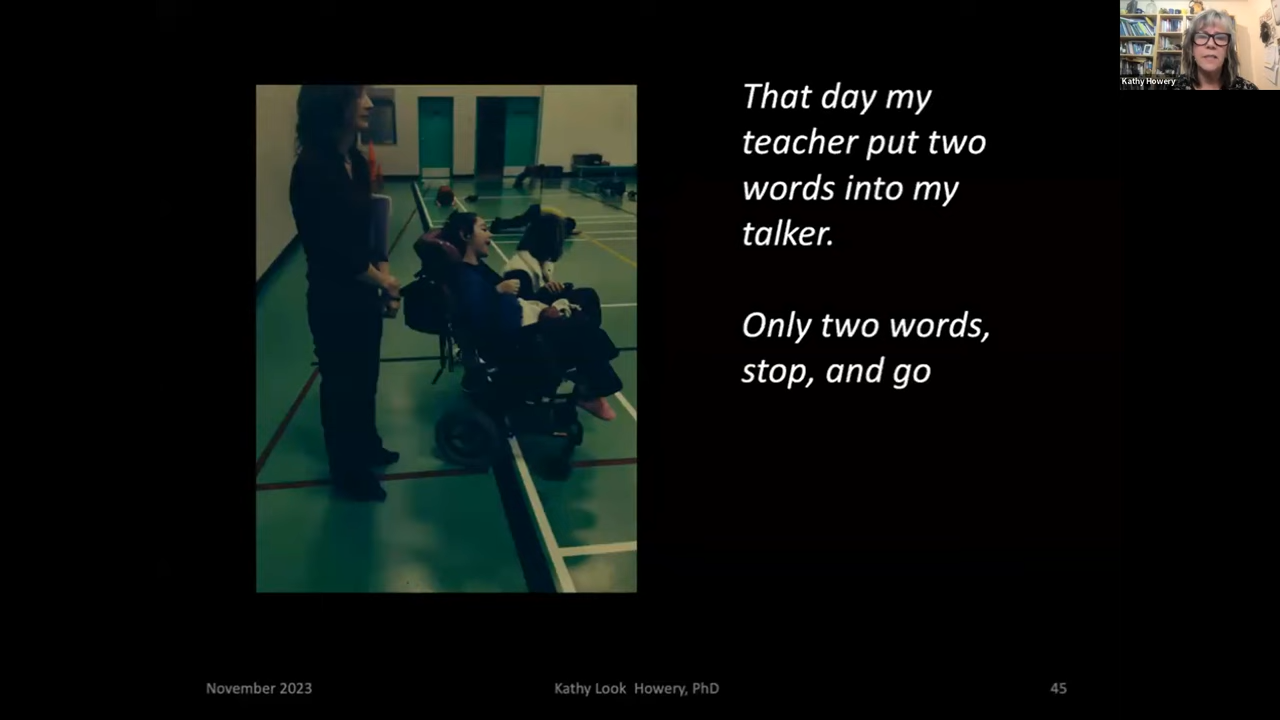 Kathy Howery
That day my
teacher put two
words into my
talker.
Only two words,
stop, and go
November 2023
Kathy Look Howery, PhD
45